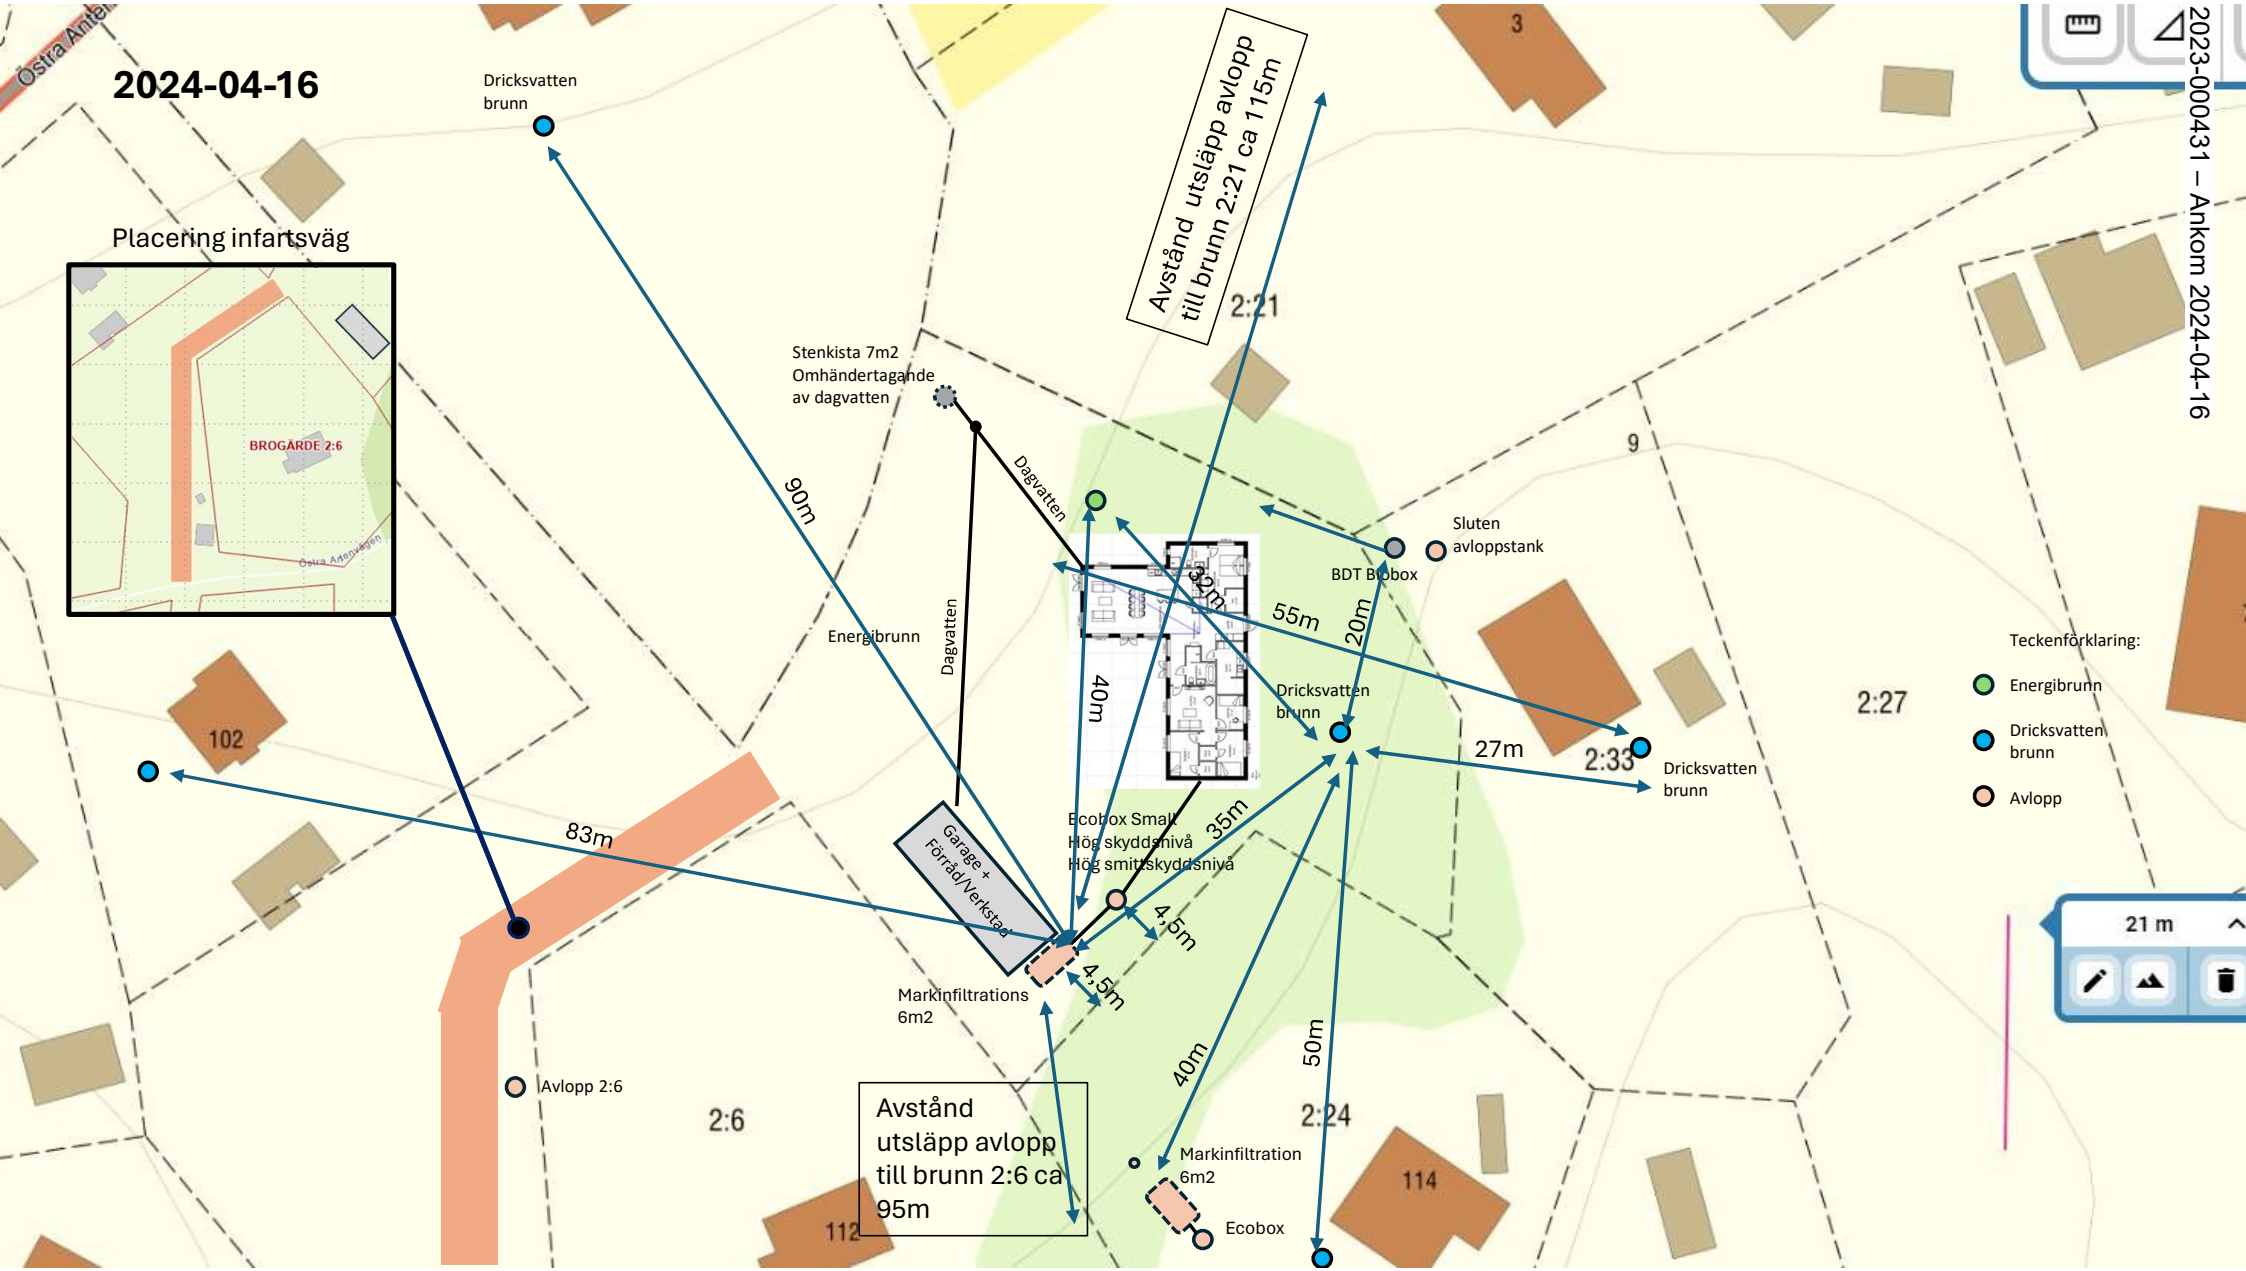 2024-04-16
Dricksvatten
brunn
Avstånd utsläpp avlopp
till brunn 2:21 ca 115m
3
2023-000431 – Ankom 2024-04-16
Placering infartsväg
BROGÄRDE 2:6
Östra Antenvägen
2:21
Stenkista 7m2
Omhändertagande
av dagvatten
9
90m
Dagvatten
Sluten
avloppstank
BDT Biobox
32m
55m
20m
Energibrunn
Dagvatten
Teckenförklaring:
Energibrunn
Dricksvatten
brunn
Avlopp
40m
Dricksvatten
brunn
2:27
102
27m
2:33
Dricksvatten
brunn
83m
Garage +
Förråd/Verkstad
Ecobox Small
Hög skyddsnivå
Hög smittskyddsnivå
35m
4,5m
4,5m
21 m
Markinfiltrations
6m2
40m
50m
Avlopp 2:6
2:6
Avstånd
utsläpp avlopp
till brunn 2:6 ca
95m
2:24
Markinfiltration
6m2
114
112
Ecobox